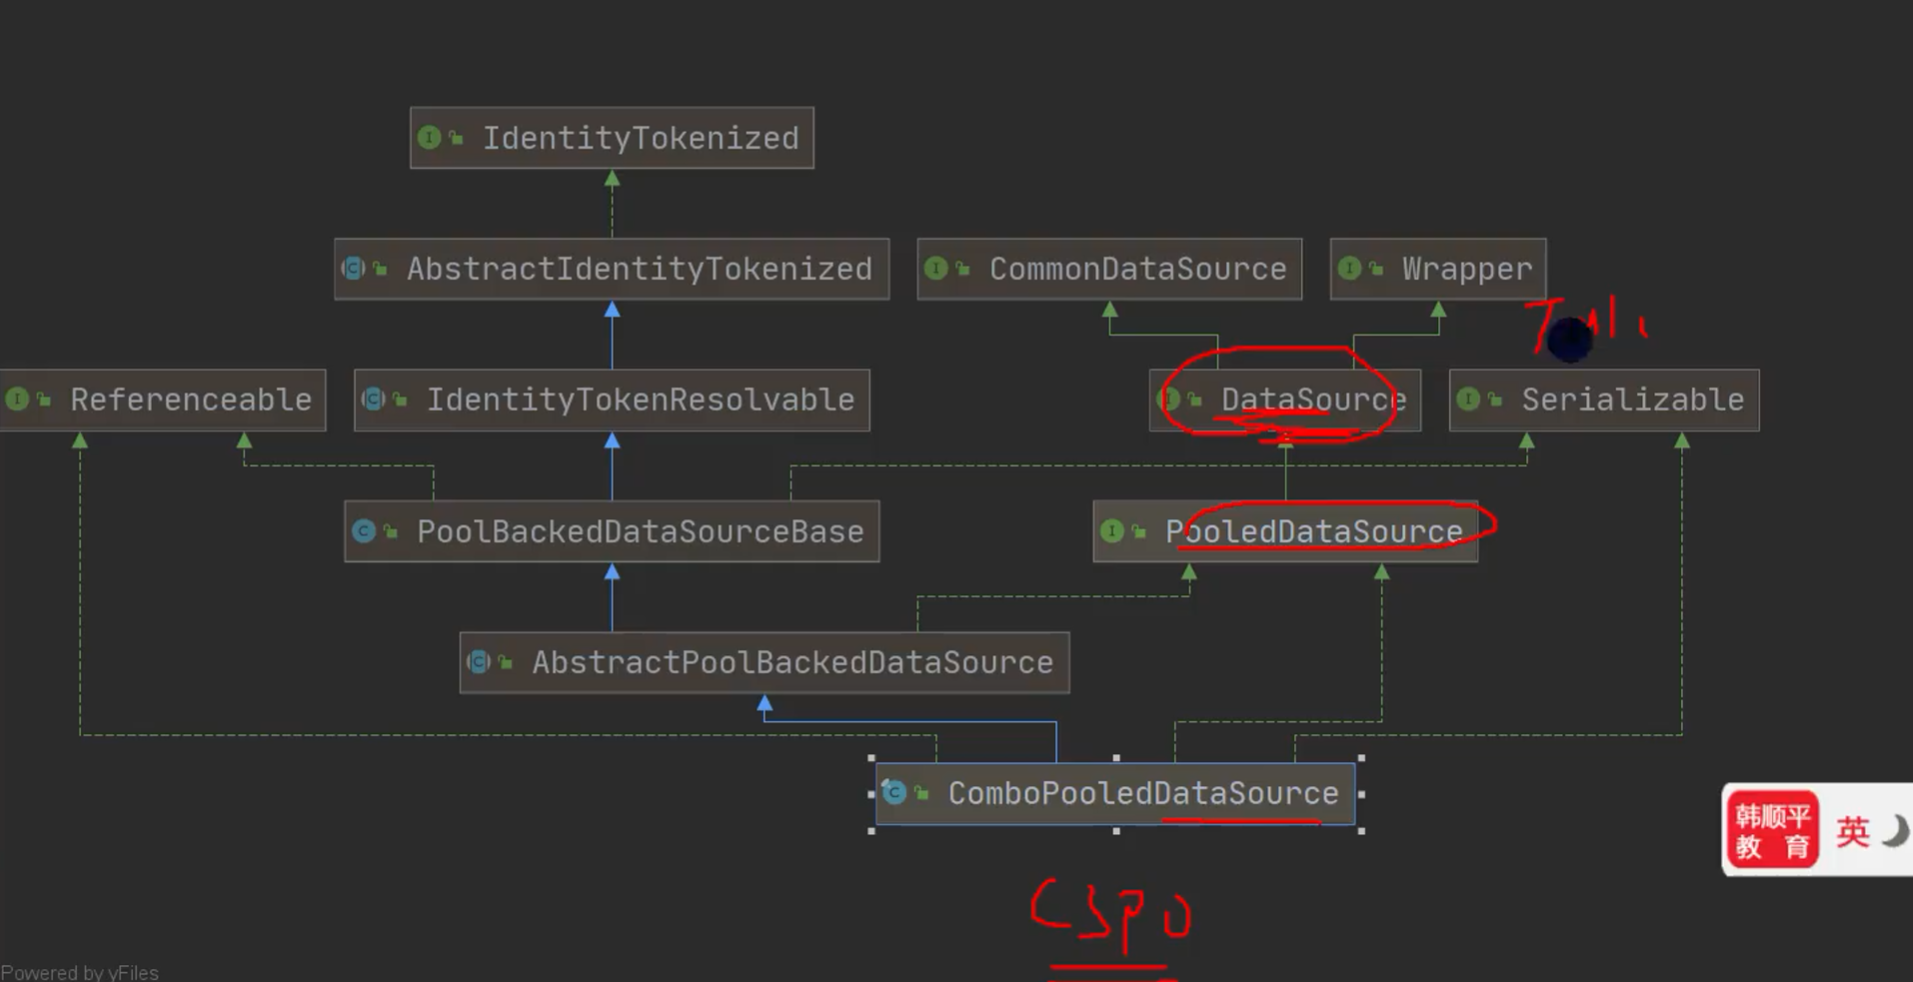 IdentityTokenized
AbstractIdentityTokenized
CommonDataSource
Wrapper
Referenceable
IdentityTokenResolvable
DataSource
Serializable
PoolBackedDataSourceBase
PooledDataSource
AbstractPoolBackedDataSource
ComboPooledDataSource
韩顺平
教 育
英
C3P0
Powered by yFiles